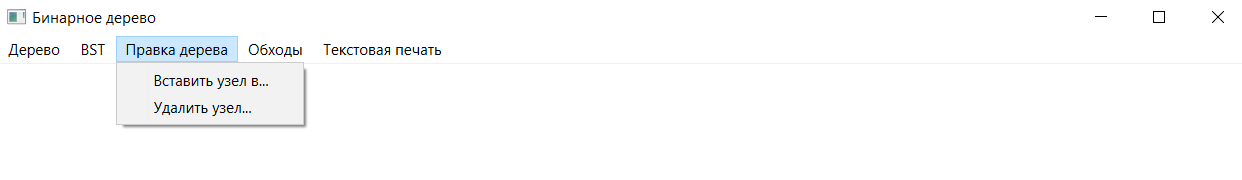 Бинарное дерево
Дерево BST Правка дерева Обходы Текстовая печать
Вставить узел в...
Удалить узел...